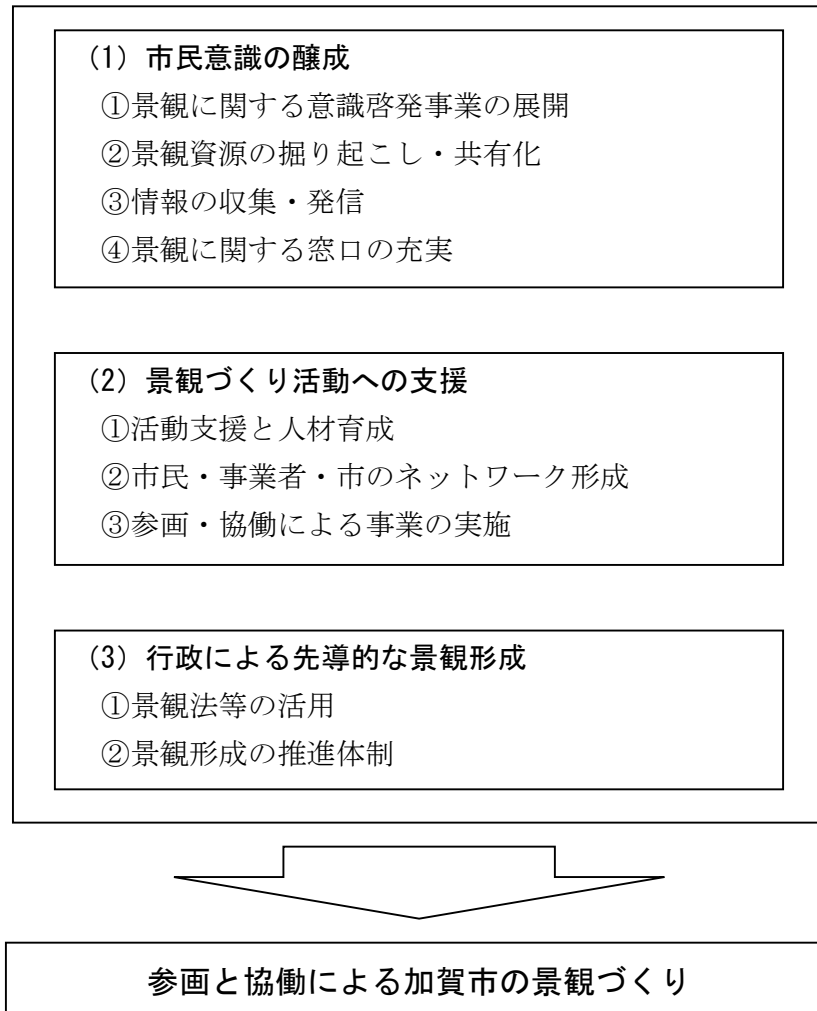 (1) 市民意識の醸成
①景観に関する意識啓発事業の展開
②景観資源の掘り起こし・共有化
③情報の収集・発信
④景観に関する窓口の充実
(2) 景観づくり活動への支援
①活動支援と人材育成
②市民・事業者・市のネットワーク形成
③参画・協働による事業の実施
(3) 行政による先導的な景観形成
①景観法等の活用
②景観形成の推進体制
参画と協働による加賀市の景観づくり